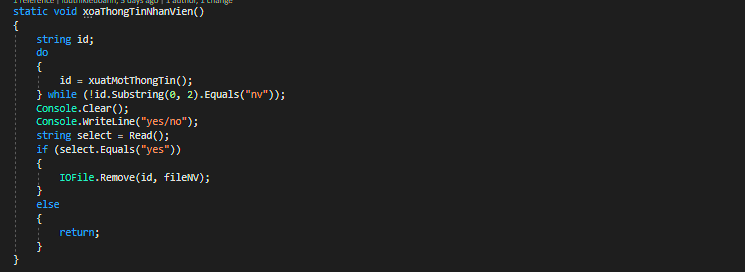 1 reference | luuthikieuoanh, 5 days ago | 1 author, 1 change
static void xoaThongTinNhanVien()
{
string id;
do
{
id = xuatMotThongTin();
} while (!id.Substring(0, 2).Equals("nv"));
Console.Clear();
Console.WriteLine("yes/no");
string select = Read();
if (select.Equals("yes"))
{
IOFile.Remove(id, fileNV);
}
else
{
return;
}
}